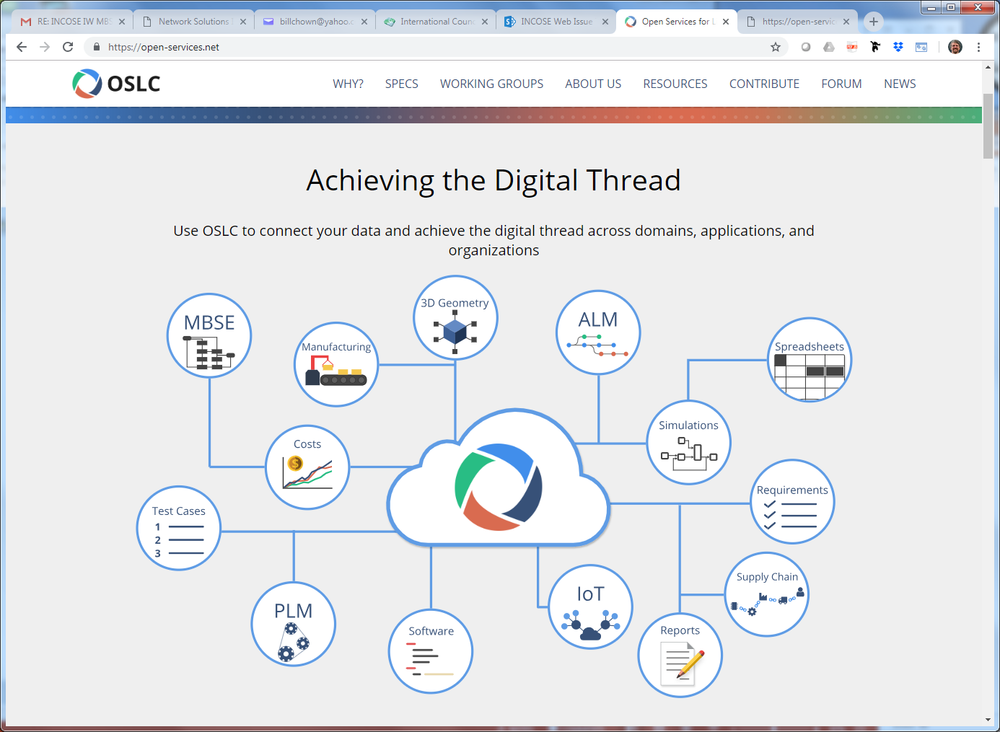 RE: INCOSE IW MBS
Network Solutions
billchown@yahoo.c
International Coun
INCOSE Web Issue
Open Services for L
https://open-servic
https://open-services.net
OSLC
WHY?
SPECS
WORKING GROUPS
ABOUT US
RESOURCES
CONTRIBUTE
FORUM
NEWS
Achieving the Digital Thread
Use OSLC to connect your data and achieve the digital thread across domains, applications, and
organizations
MBSE
Manufacturing
3D Geometry
ALM
Spreadsheets
Costs
$
Simulations
Test Cases
1
2
3
Requirements
PLM
Software
IoT
Supply Chain
Reports